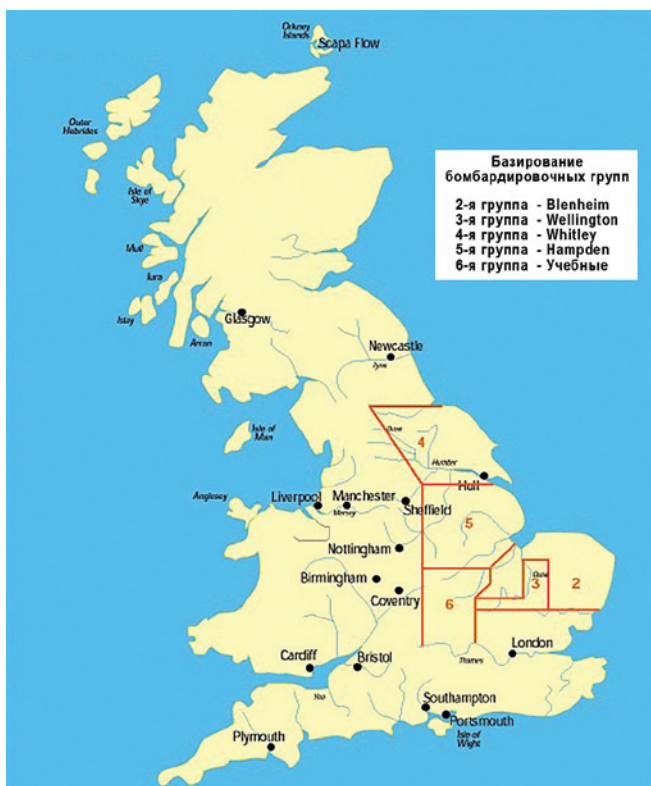 Orkney
Islands
Scapa Flow
Outer
Hebrides
Isle of
Skye
Mull
Iura
Islay
Arran
Glasgow
Newcastle
Tyne
Базирование
бомбардировочных групп
2-я группа - Blenheim
3-я группа - Wellington
4-я группа - Whitley
5-я группа - Hampden
6-я группа - Учебные
Isle of
Man
4
Humber
Hull
Anglesey
Liverpool
Manchester
Mersey
Sheffield
5
Nottingham
Birmingham
Coventry
6
3
2
London
Cardiff
Bristol
Thames
Southampton
Portsmouth
Isle of
Wight
Plymouth